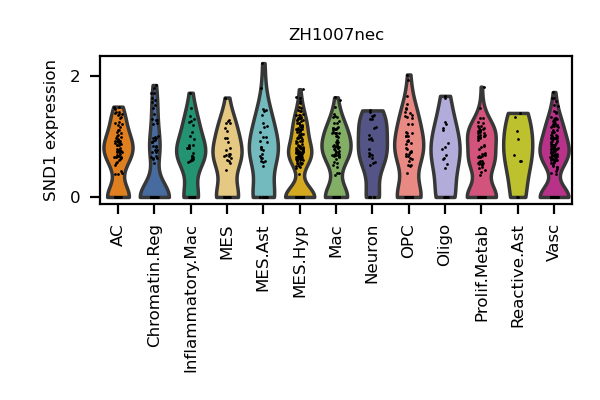 ZH1007nec
SND1 expression
2
0
AC
Chromatin.Reg
Inflammatory.Mac
MES
MES.Ast
MES.Hyp
Mac
Neuron
OPC
Oligo
Prolif.Metab
Reactive.Ast
Vasc